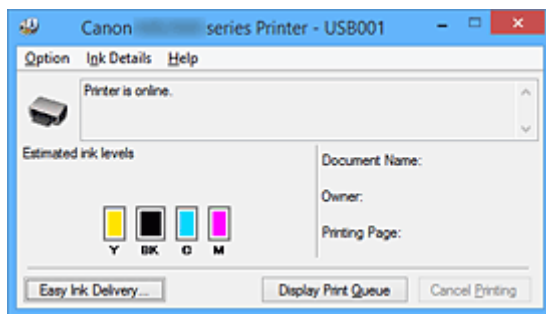 Canon series Printer - USB001
Option Ink Details Help
Printer is online.
Estimated ink levels
Document Name:
Owner:
Printing Page:
Y BK C M
Easy Ink Delivery... Display Print Queue Cancel Printing